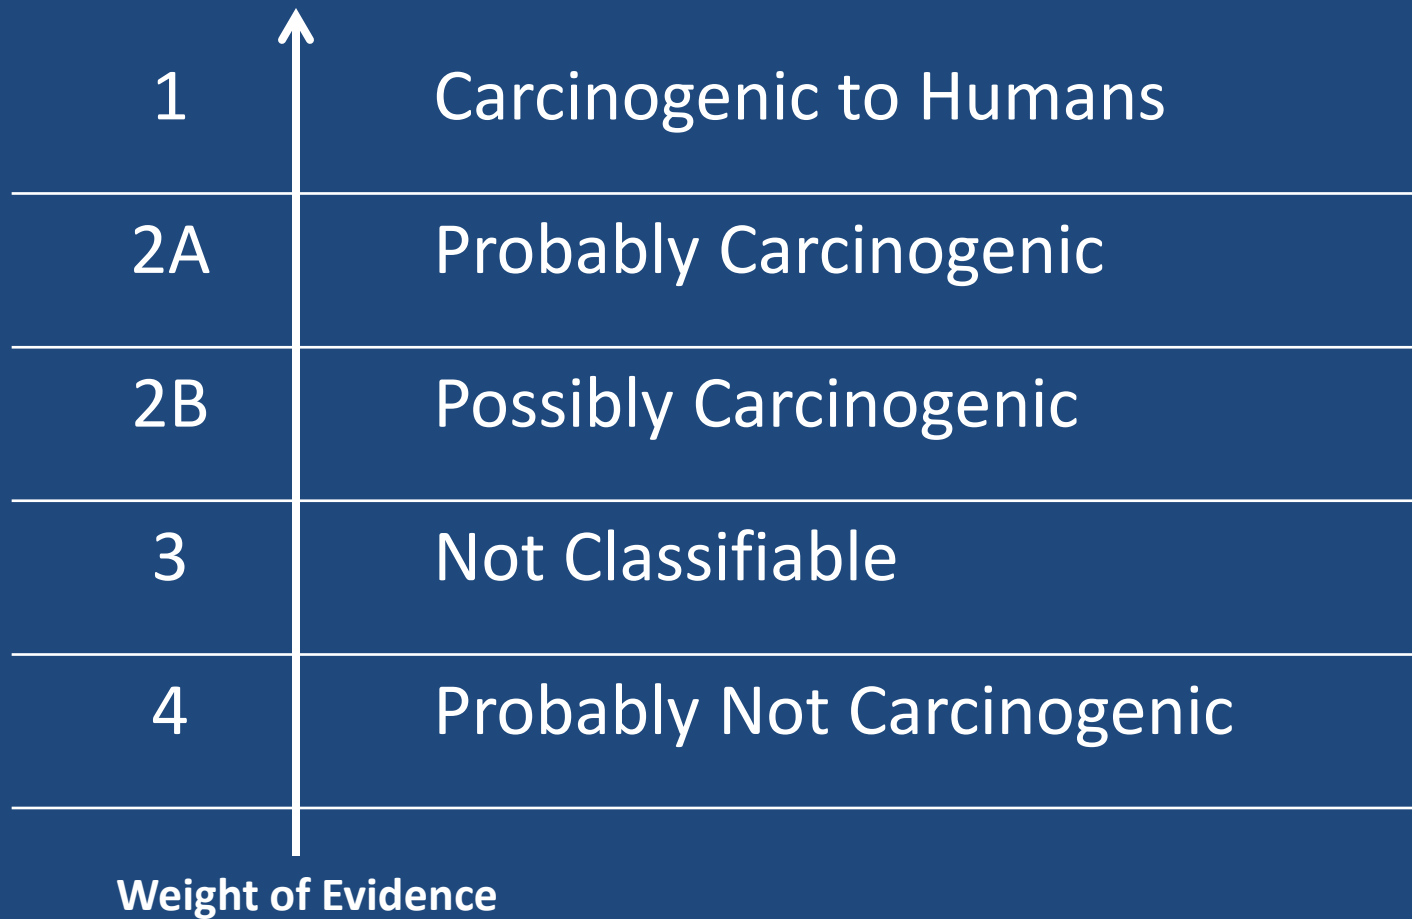 1 Carcinogenic to Humans
2A Probably Carcinogenic
2B Possibly Carcinogenic
3 Not Classifiable
4 Probably Not Carcinogenic
Weight of Evidence